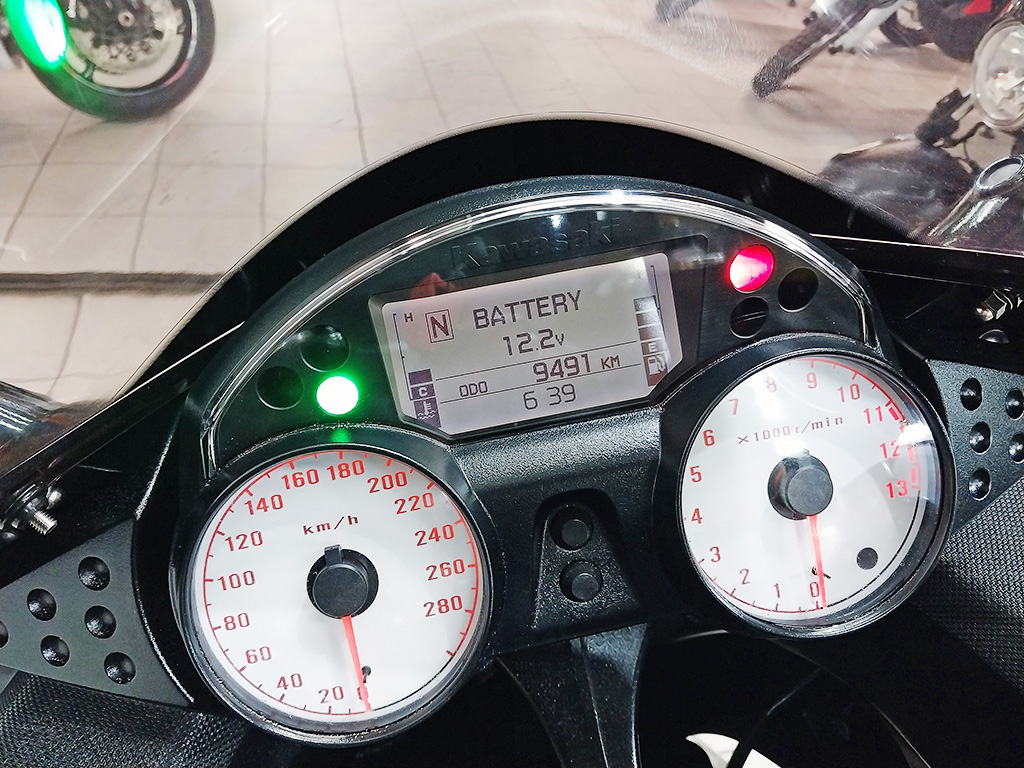 Kawasaki
H
N BATTERY
12.2v
ODO 9491 KM
6 39
C
E
km/h
0 20 40 60 80 100 120 140 160 180 200 220 240 260 280
×1000 r/min
0 1 2 3 4 5 6 7 8 9 10 11 12 13